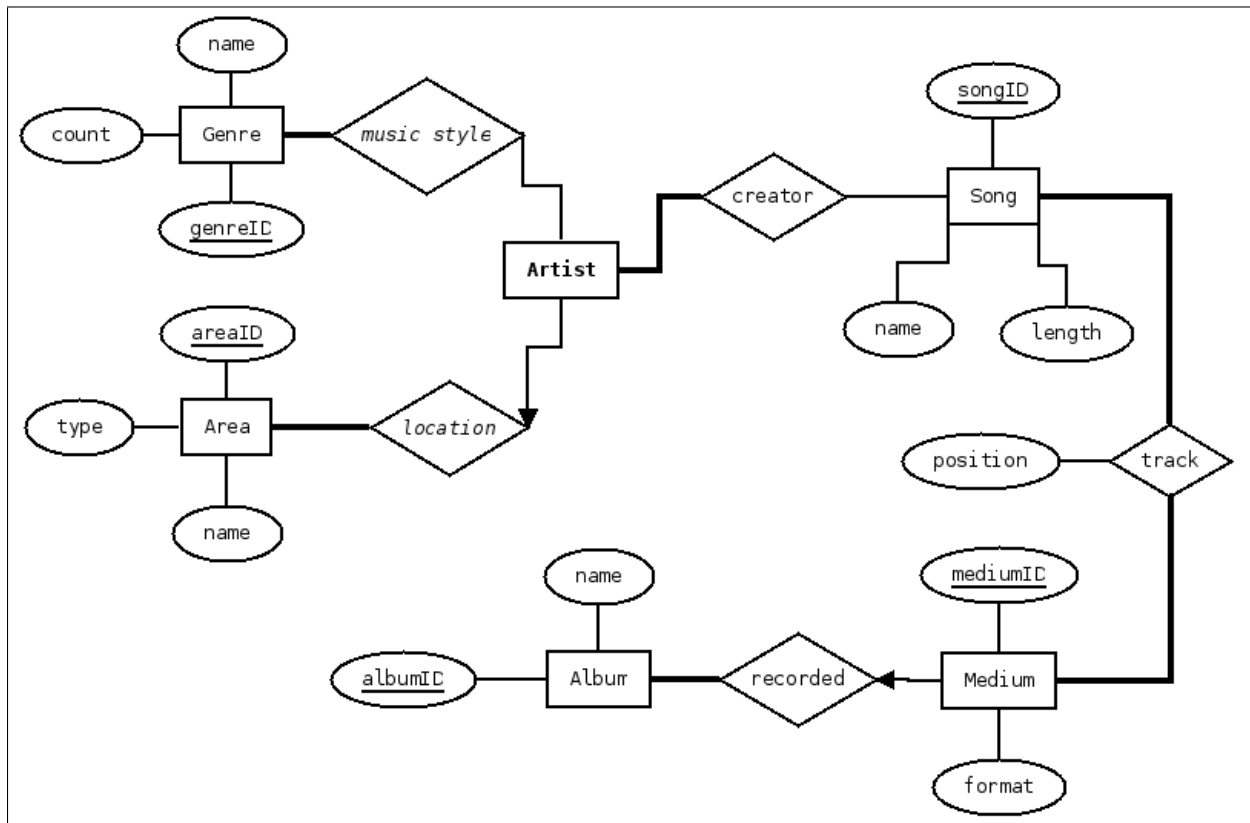 name
count
Genre
music style
genreID
Artist
areaID
type
Area
location
name
creator
songID
Song
name
length
position
track
name
albumID
Album
recorded
mediumID
Medium
format